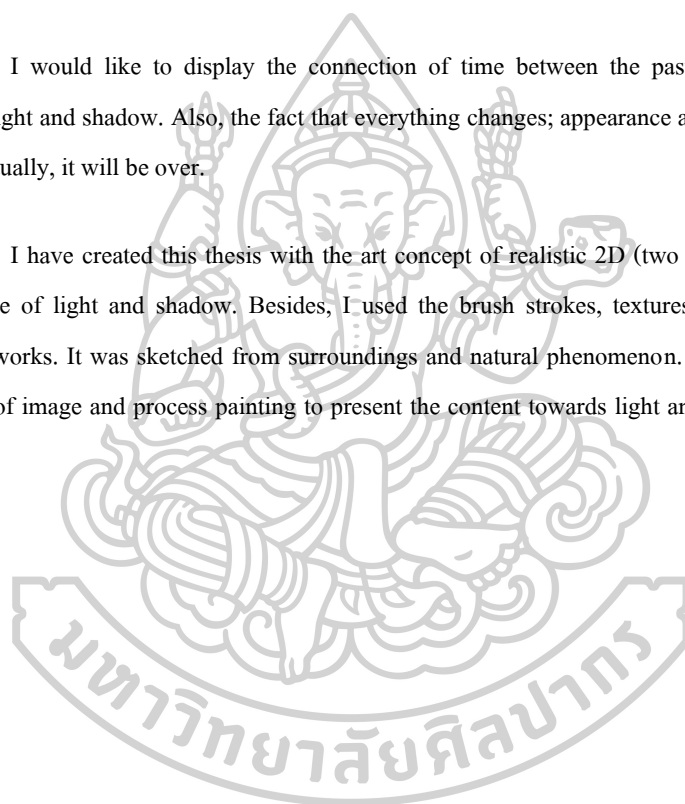 I would like to display the connection of time between the pas
ght and shadow. Also, the fact that everything changes; appearance a
ually, it will be over.
I have created this thesis with the art concept of realistic 2D (two
e of light and shadow. Besides, I used the brush strokes, textures
works. It was sketched from surroundings and natural phenomenon.
of image and process painting to present the content towards light an
มหาวิทยาลัยศิลปากร